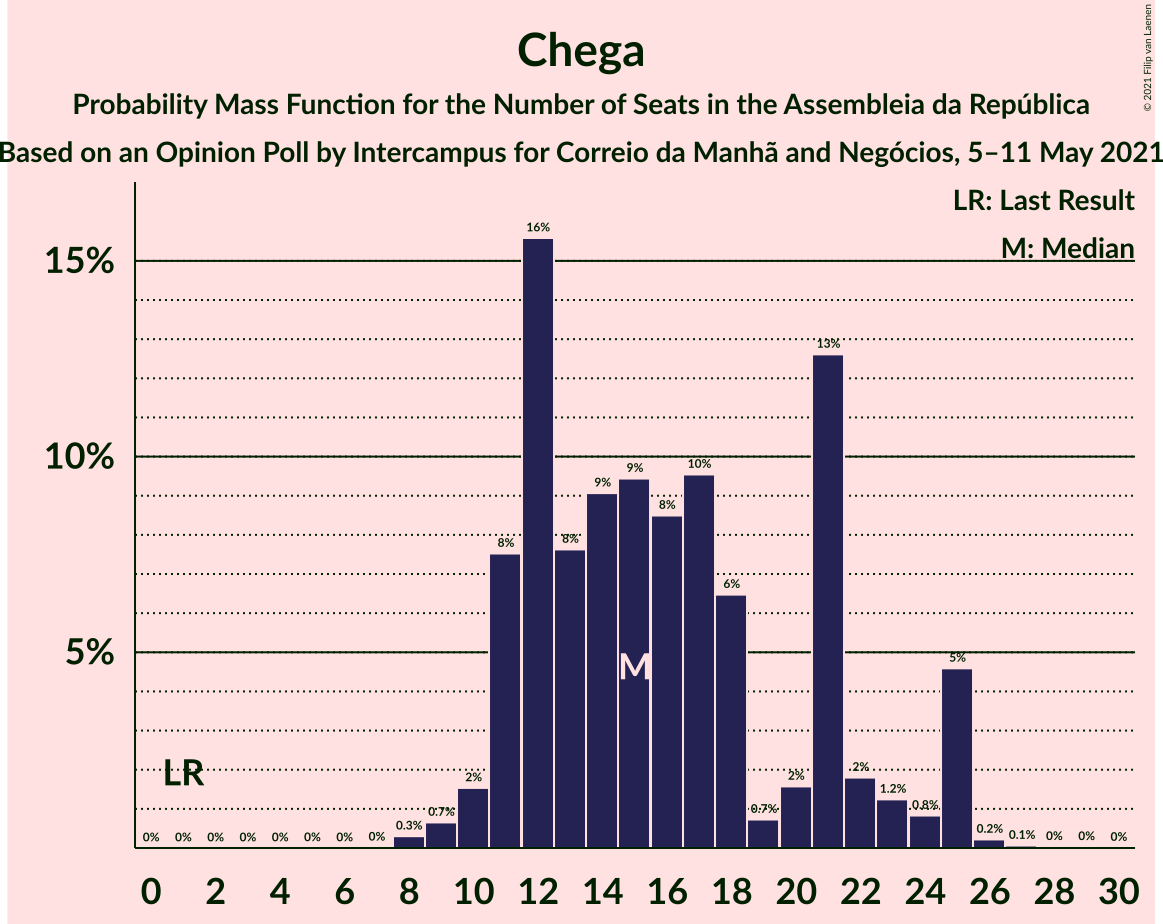 Chega
Probability Mass Function for the Number of Seats in the Assembleia da República
Based on an Opinion Poll by Intercampus for Correio da Manhã and Negócios, 5–11 May 2021
© 2021 Filip van Laenen
LR: Last Result
M: Median
15%
10%
5%
0% 0% 0% 0% 0% 0% 0% 0% 0.3% 0.7% 2% 8% 16% 8% 9% 9% 8% 10% 6% 0.7% 2% 13% 2% 1.2% 0.8% 5% 0.2% 0.1% 0% 0% 0%
M
LR
0 2 4 6 8 10 12 14 16 18 20 22 24 26 28 30